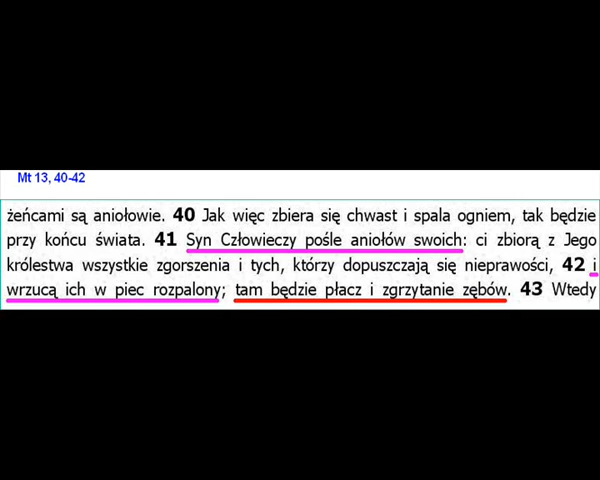 Mt 13, 40-42
żeńcami są aniołowie. 40 Jak więc zbiera się chwast i spala ogniem, tak będzie
przy końcu świata. 41 Syn Człowieczy pośle aniołów swoich: ci zbiorą z Jego
królestwa wszystkie zgorszenia i tych, którzy dopuszczają się nieprawości, 42 i
wrzucą ich w piec rozpalony; tam będzie płacz i zgrzytanie zębów. 43 Wtedy